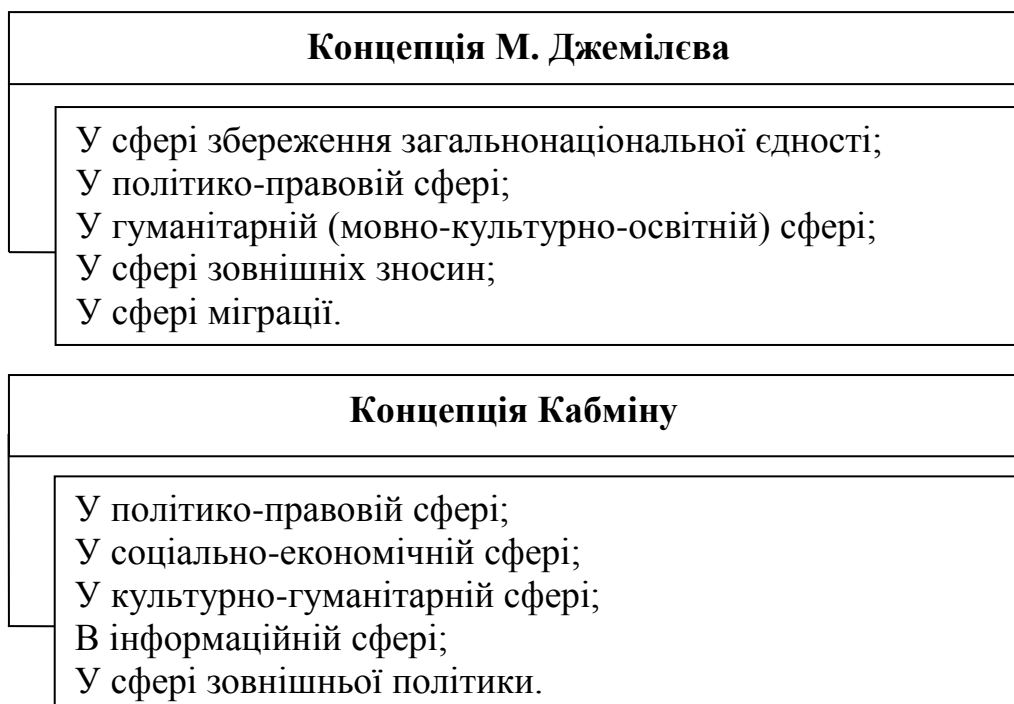 Концепція М. Джемілєва
У сфері збереження загальнонаціональної єдності;
У політико-правовій сфері;
У гуманітарній (мовно-культурно-освітній) сфері;
У сфері зовнішніх зносин;
У сфері міграції.
Концепція Кабміну
У політико-правовій сфері;
У соціально-економічній сфері;
У культурно-гуманітарній сфері;
В інформаційній сфері;
У сфері зовнішньої політики.